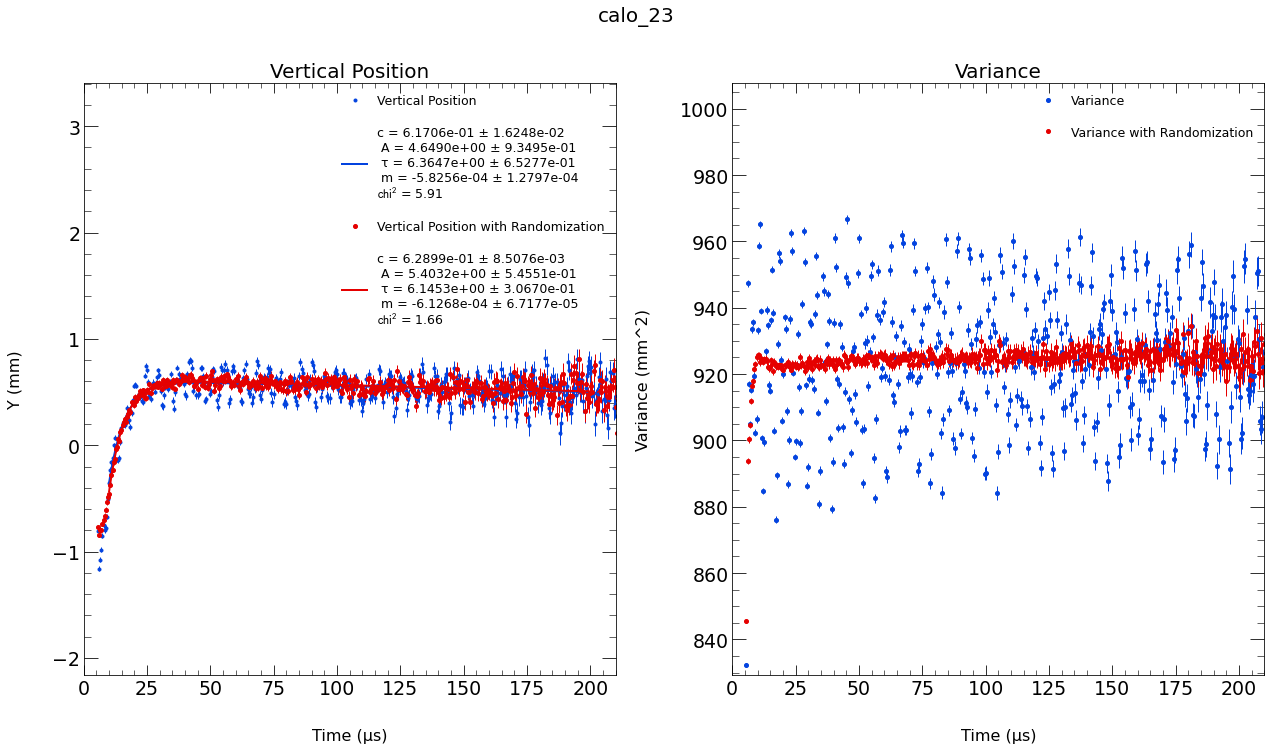 calo_23
Vertical Position
Vertical Position
c = 6.1706e-01 ± 1.6248e-02
A = 4.6490e+00 ± 9.3495e-01
τ = 6.3647e+00 ± 6.5277e-01
m = -5.8256e-04 ± 1.2797e-04
chi² = 5.91
Vertical Position with Randomization
c = 6.2899e-01 ± 8.5076e-03
A = 5.4032e+00 ± 5.4551e-01
τ = 6.1453e+00 ± 3.0670e-01
m = -6.1268e-04 ± 6.7177e-05
chi² = 1.66
Y (mm)
3
2
1
0
−1
−2
0 25 50 75 100 125 150 175 200
Time (μs)
Variance
Variance
Variance with Randomization
Variance (mm^2)
1000
980
960
940
920
900
880
860
840
0 25 50 75 100 125 150 175 200
Time (μs)